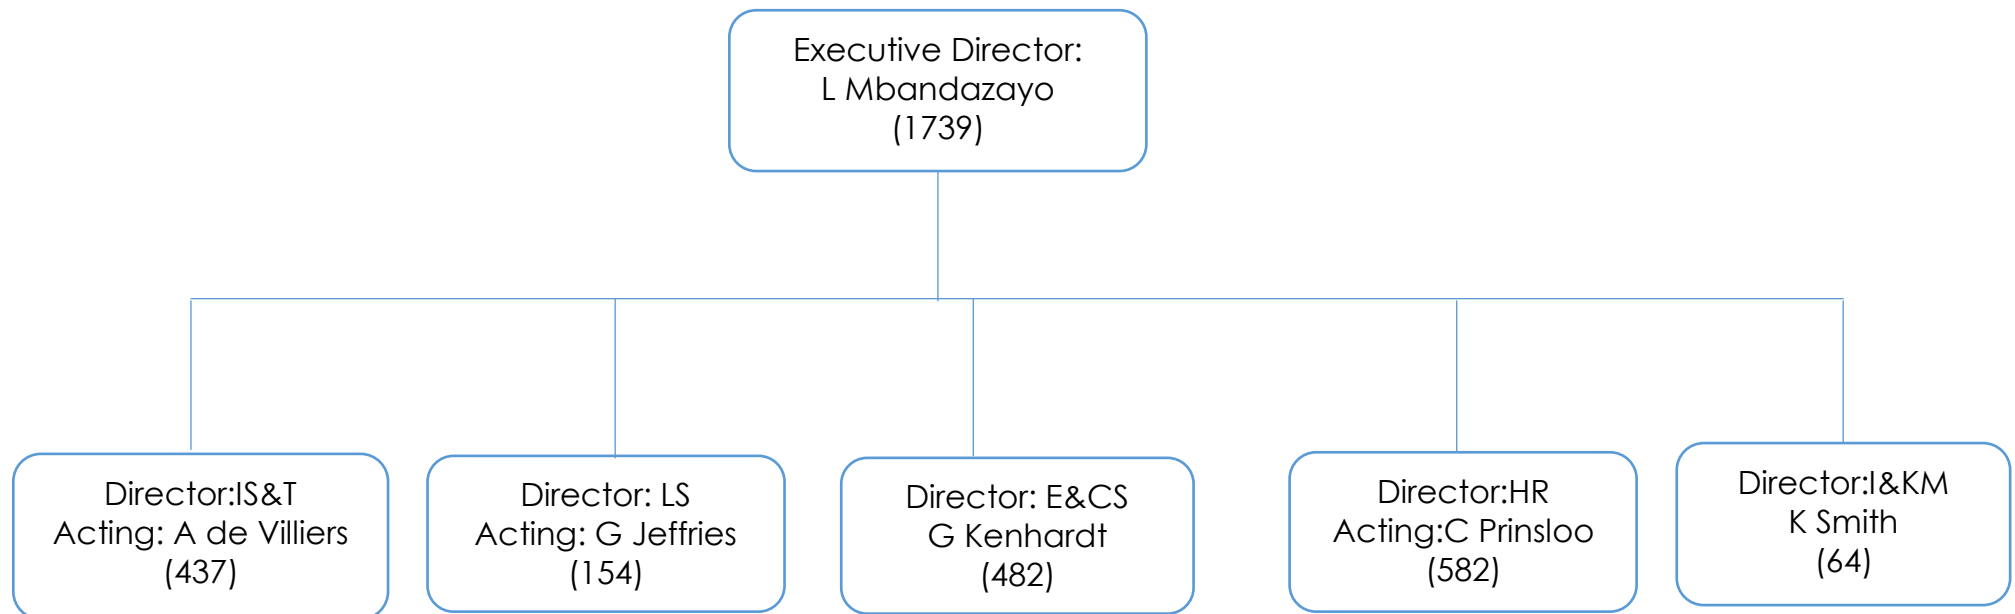 Executive Director:
L Mbandazayo
(1739)
Director:IS&T
Acting: A de Villiers
(437)
Director: LS
Acting: G Jeffries
(154)
Director: E&CS
G Kenhardt
(482)
Director:HR
Acting:C Prinsloo
(582)
Director:I&KM
K Smith
(64)